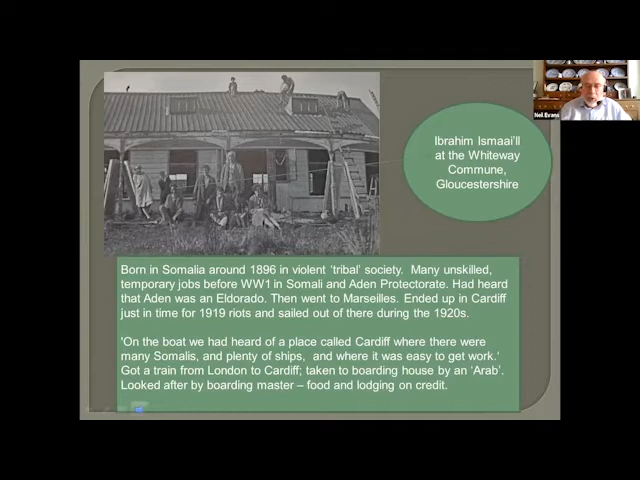 Neil Evans
Ibrahim Ismaai'll
at the Whiteway
Commune,
Gloucestershire
Born in Somalia around 1896 in violent 'tribal' society.  Many unskilled,
temporary jobs before WW1 in Somali and Aden Protectorate. Had heard
that Aden was an Eldorado. Then went to Marseilles. Ended up in Cardiff
just in time for 1919 riots and sailed out of there during the 1920s.
'On the boat we had heard of a place called Cardiff where there were
many Somalis, and plenty of ships,  and where it was easy to get work.'
Got a train from London to Cardiff; taken to boarding house by an 'Arab'.
Looked after by boarding master – food and lodging on credit.